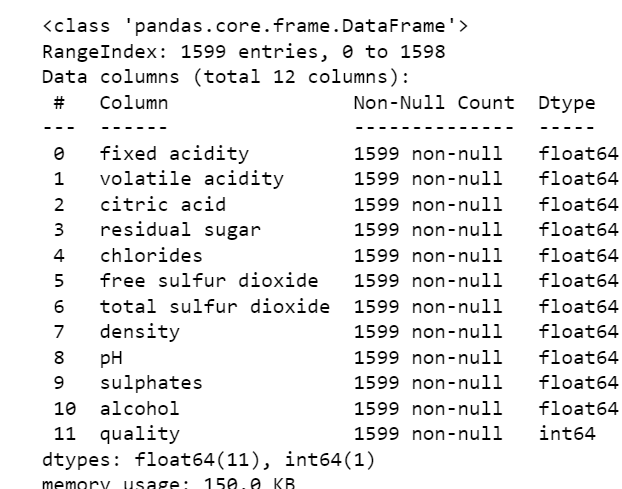 <class 'pandas.core.frame.DataFrame'>
RangeIndex: 1599 entries, 0 to 1598
Data columns (total 12 columns):
 #   Column                Non-Null Count  Dtype
---  ------                --------------  -----
 0   fixed acidity         1599 non-null   float64
 1   volatile acidity      1599 non-null   float64
 2   citric acid           1599 non-null   float64
 3   residual sugar        1599 non-null   float64
 4   chlorides             1599 non-null   float64
 5   free sulfur dioxide   1599 non-null   float64
 6   total sulfur dioxide  1599 non-null   float64
 7   density               1599 non-null   float64
 8   pH                    1599 non-null   float64
 9   sulphates             1599 non-null   float64
 10  alcohol               1599 non-null   float64
 11  quality               1599 non-null   int64
dtypes: float64(11), int64(1)
memory usage: 150.0 KB